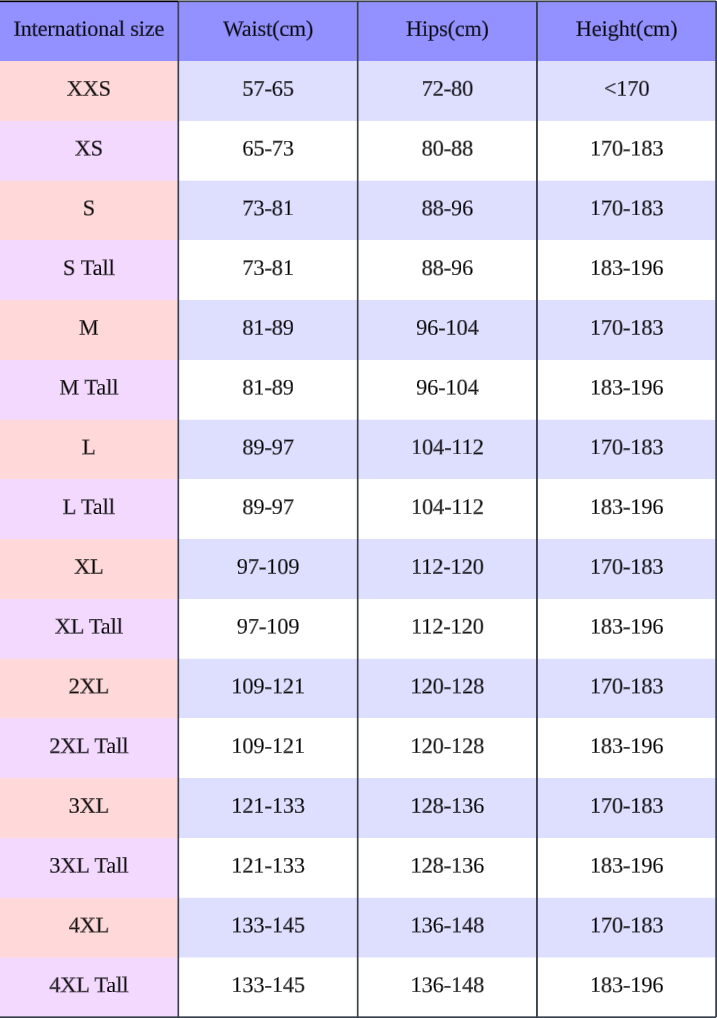 International size Waist(cm) Hips(cm) Height(cm)
XXS 57-65 72-80 <170
XS 65-73 80-88 170-183
S 73-81 88-96 170-183
S Tall 73-81 88-96 183-196
M 81-89 96-104 170-183
M Tall 81-89 96-104 183-196
L 89-97 104-112 170-183
L Tall 89-97 104-112 183-196
XL 97-109 112-120 170-183
XL Tall 97-109 112-120 183-196
2XL 109-121 120-128 170-183
2XL Tall 109-121 120-128 183-196
3XL 121-133 128-136 170-183
3XL Tall 121-133 128-136 183-196
4XL 133-145 136-148 170-183
4XL Tall 133-145 136-148 183-196